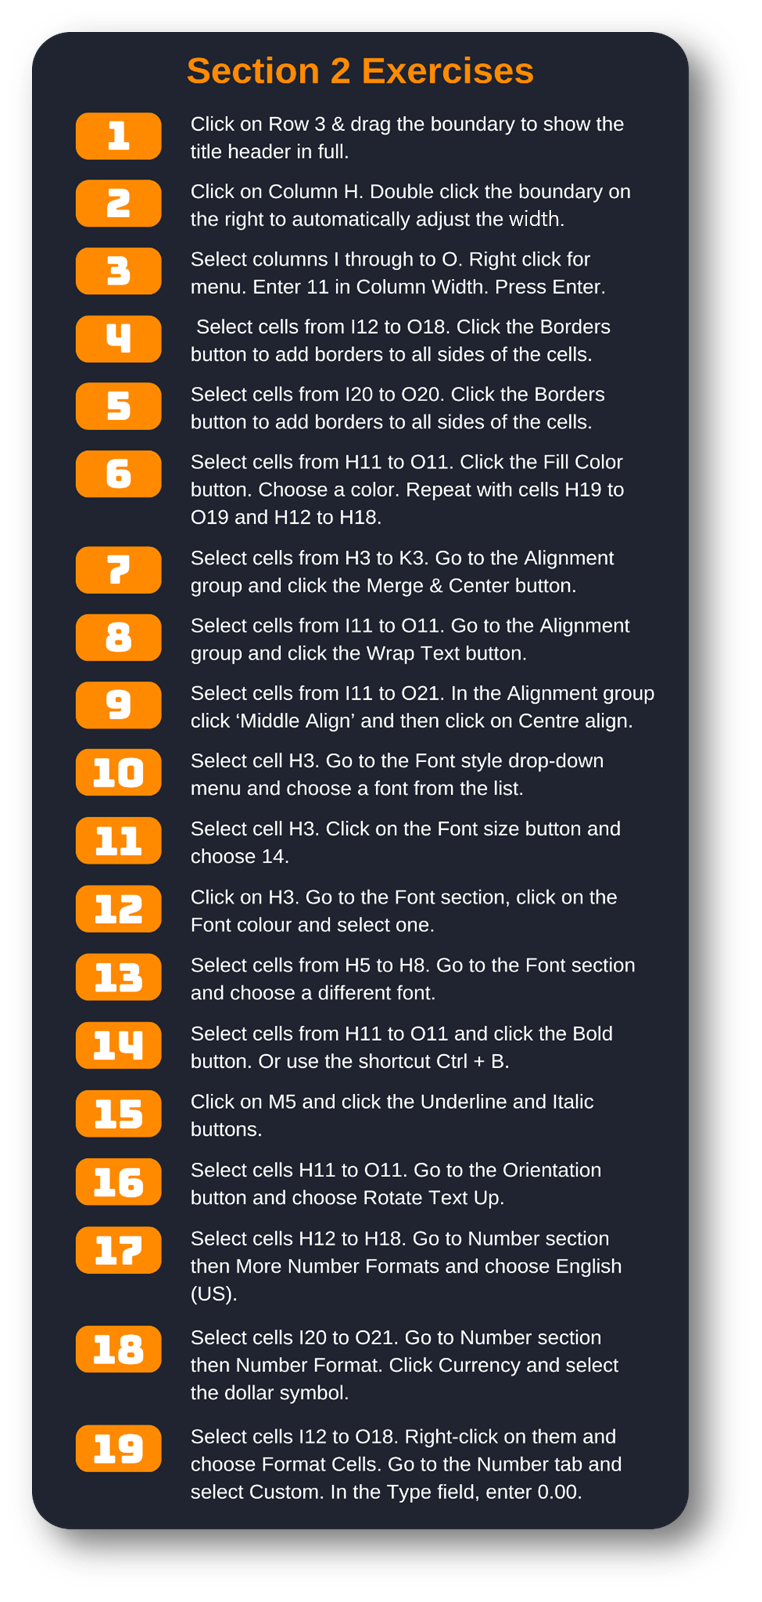 Section 2 Exercises
1
Click on Row 3 & drag the boundary to show the
title header in full.
2
Click on Column H. Double click the boundary on
the right to automatically adjust the width.
3
Select columns I through to O. Right click for
menu. Enter 11 in Column Width. Press Enter.
4
Select cells from I12 to O18. Click the Borders
button to add borders to all sides of the cells.
5
Select cells from I20 to O20. Click the Borders
button to add borders to all sides of the cells.
6
Select cells from H11 to O11. Click the Fill Color
button. Choose a color. Repeat with cells H19 to
O19 and H12 to H18.
7
Select cells from H3 to K3. Go to the Alignment
group and click the Merge & Center button.
8
Select cells from I11 to O11. Go to the Alignment
group and click the Wrap Text button.
9
Select cells from I11 to O21. In the Alignment group
click ‘Middle Align’ and then click on Centre align.
10
Select cell H3. Go to the Font style drop-down
menu and choose a font from the list.
11
Select cell H3. Click on the Font size button and
choose 14.
12
Click on H3. Go to the Font section, click on the
Font colour and select one.
13
Select cells from H5 to H8. Go to the Font section
and choose a different font.
14
Select cells from H11 to O11 and click the Bold
button. Or use the shortcut Ctrl + B.
15
Click on M5 and click the Underline and Italic
buttons.
16
Select cells H11 to O11. Go to the Orientation
button and choose Rotate Text Up.
17
Select cells H12 to H18. Go to Number section
then More Number Formats and choose English
(US).
18
Select cells I20 to O21. Go to Number section
then Number Format. Click Currency and select
the dollar symbol.
19
Select cells I12 to O18. Right-click on them and
choose Format Cells. Go to the Number tab and
select Custom. In the Type field, enter 0.00.